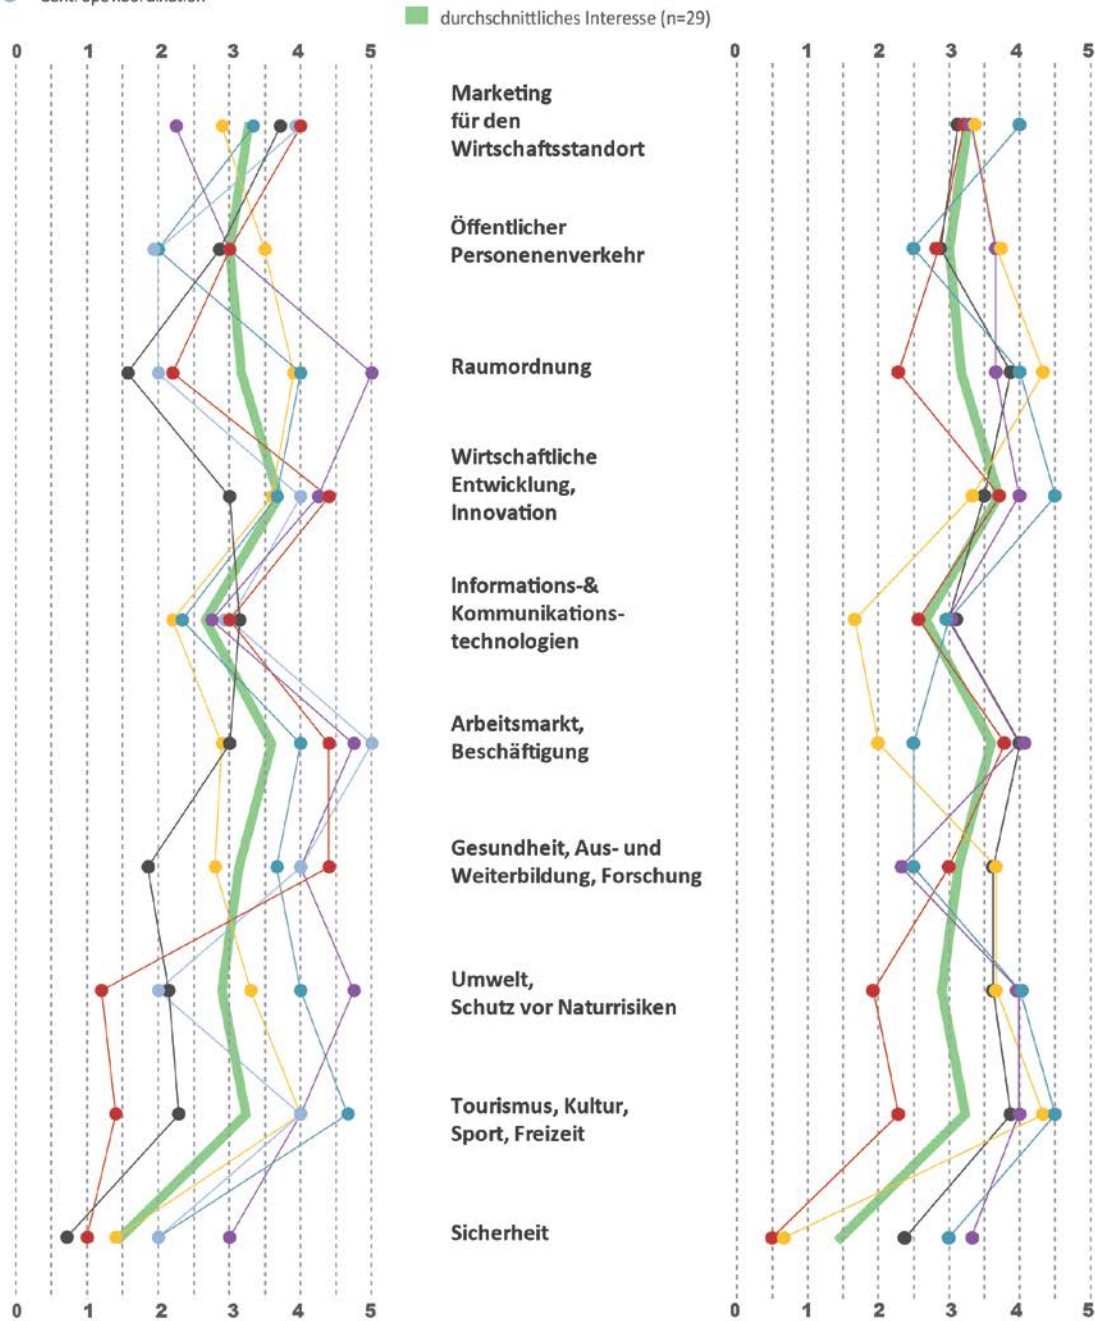 durchschnittliches Interesse (n=29)
0 1 2 3 4 5
0 1 2 3 4 5
Marketing
für den
Wirtschaftsstandort
Öffentlicher
Personenenverkehr
Raumordnung
Wirtschaftliche
Entwicklung,
Innovation
Informations-&
Kommunikations-
technologien
Arbeitsmarkt,
Beschäftigung
Gesundheit, Aus- und
Weiterbildung, Forschung
Umwelt,
Schutz vor Naturrisiken
Tourismus, Kultur,
Sport, Freizeit
Sicherheit
0 1 2 3 4 5
0 1 2 3 4 5